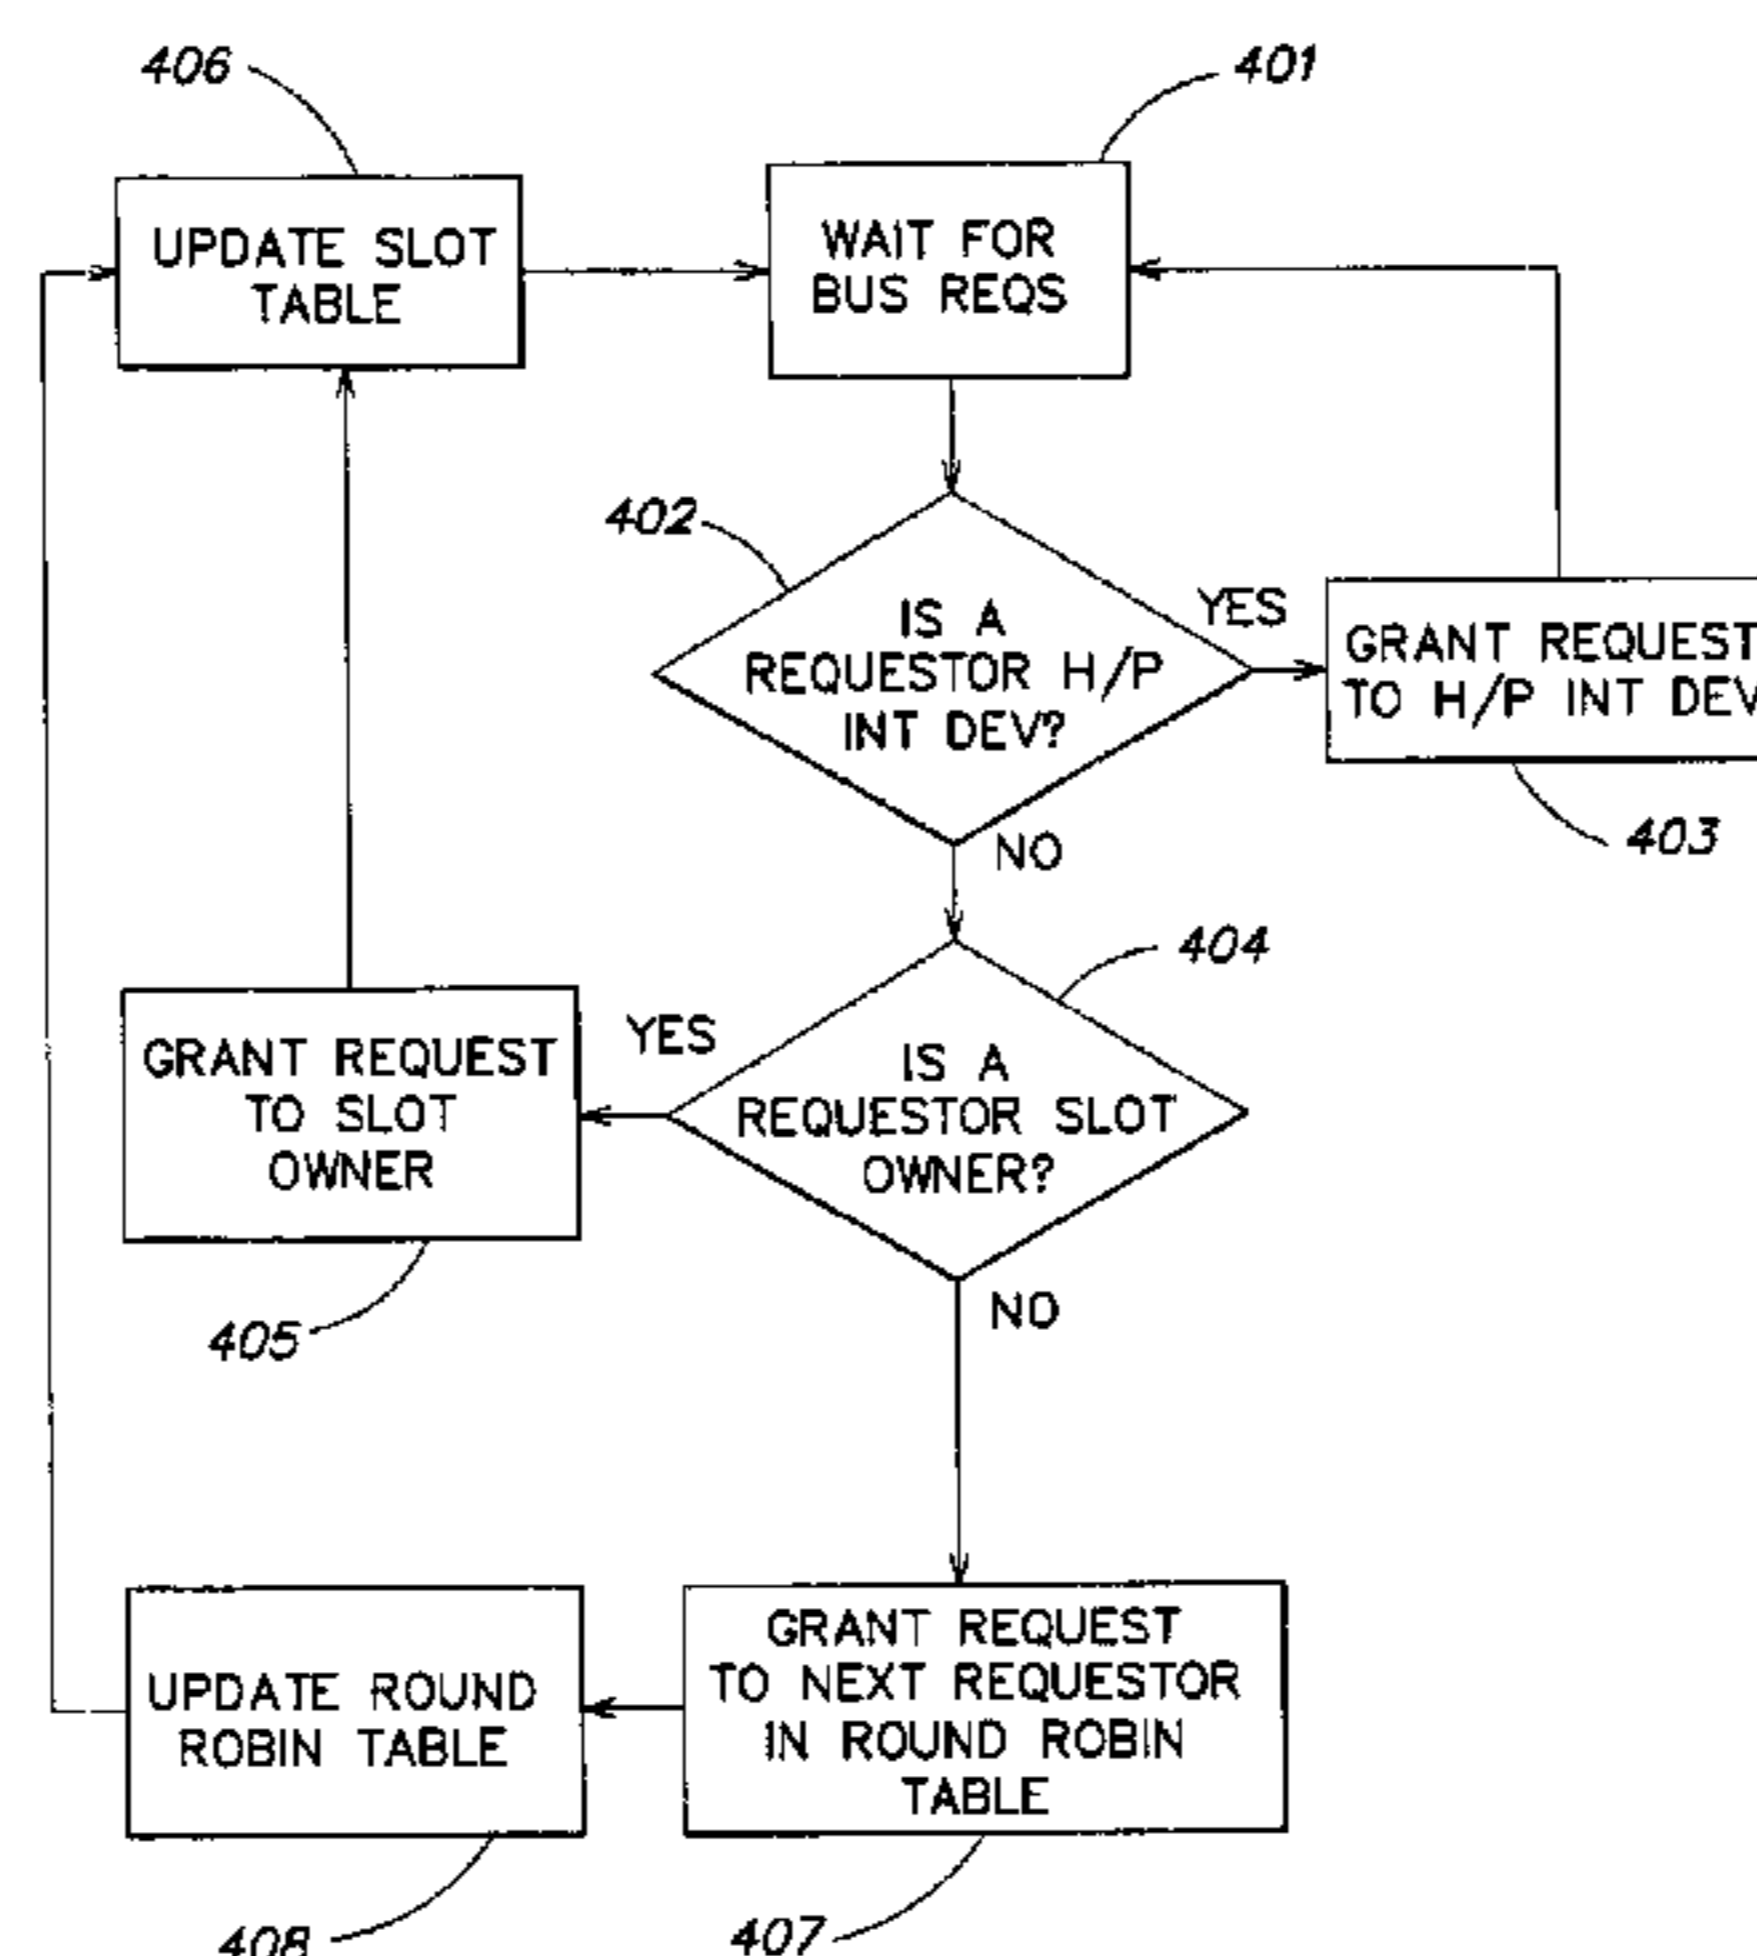 406
401
UPDATE SLOT
TABLE
WAIT FOR
BUS REQS
402
IS A
REQUESTOR H/P
INT DEV?
YES
GRANT REQUEST
TO H/P INT DEV
403
NO
404
GRANT REQUEST
TO SLOT
OWNER
YES
IS A
REQUESTOR SLOT
OWNER?
405
NO
UPDATE ROUND
ROBIN TABLE
GRANT REQUEST
TO NEXT REQUESTOR
IN ROUND ROBIN
TABLE
408
407